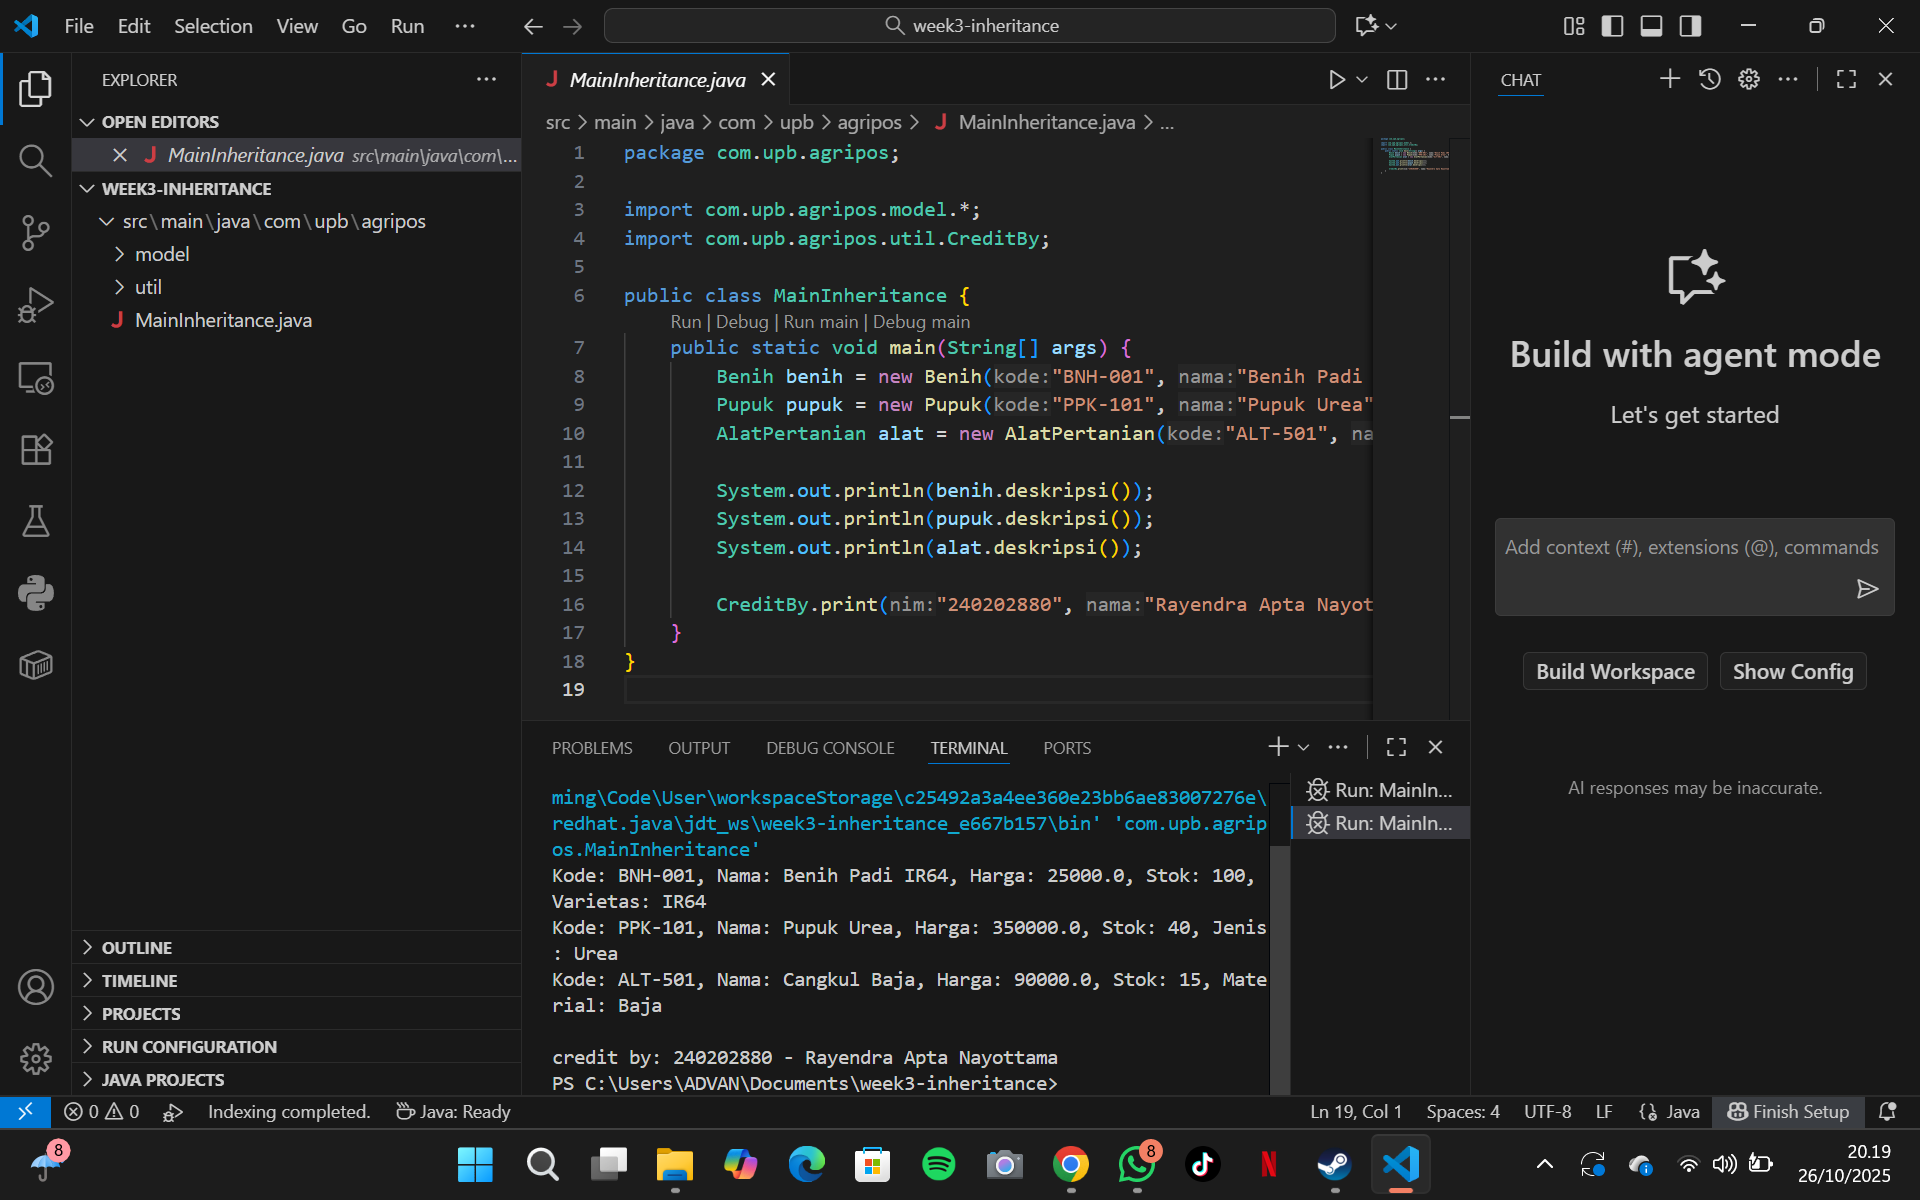 File Edit Selection View Go Run ...
week3-inheritance
EXPLORER
OPEN EDITORS
MainInheritance.java src\main\java\com\...
WEEK3-INHERITANCE
src\main\java\com\upb\agripos
model
util
J MainInheritance.java
OUTLINE
TIMELINE
PROJECTS
RUN CONFIGURATION
JAVA PROJECTS
J MainInheritance.java
src > main > java > com > upb > agripos > J MainInheritance.java > ...
1 package com.upb.agripos;
2
3 import com.upb.agripos.model.*;
4 import com.upb.agripos.util.CreditBy;
5
6 public class MainInheritance {
Run | Debug | Run main | Debug main
7 public static void main(String[] args) {
8 Benih benih = new Benih(kode:"BNH-001", nama:"Benih Padi
9 Pupuk pupuk = new Pupuk(kode:"PPK-101", nama:"Pupuk Urea"
10 AlatPertanian alat = new AlatPertanian(kode:"ALT-501", na
11
12 System.out.println(benih.deskripsi());
13 System.out.println(pupuk.deskripsi());
14 System.out.println(alat.deskripsi());
15
16 CreditBy.print(nim:"240202880", nama:"Rayendra Apta Nayot
17 }
18 }
19
PROBLEMS OUTPUT DEBUG CONSOLE TERMINAL PORTS
ming\Code\User\workspaceStorage\c25492a3a4ee360e23bb6ae83007276e\
redhat.java\jdt_ws\week3-inheritance_e667b157\bin' 'com.upb.agrip
os.MainInheritance'
Kode: BNH-001, Nama: Benih Padi IR64, Harga: 25000.0, Stok: 100,
Varietas: IR64
Kode: PPK-101, Nama: Pupuk Urea, Harga: 350000.0, Stok: 40, Jenis
: Urea
Kode: ALT-501, Nama: Cangkul Baja, Harga: 90000.0, Stok: 15, Mate
rial: Baja
credit by: 240202880 - Rayendra Apta Nayottama
PS C:\Users\ADVAN\Documents\week3-inheritance>
Run: MainIn...
Run: MainIn...
CHAT
Build with agent mode
Let's get started
Add context (#), extensions (@), commands
Build Workspace Show Config
AI responses may be inaccurate.
0 0 Indexing completed. Java: Ready
Ln 19, Col 1 Spaces: 4 UTF-8 LF Java Finish Setup
8
8
20.19
26/10/2025